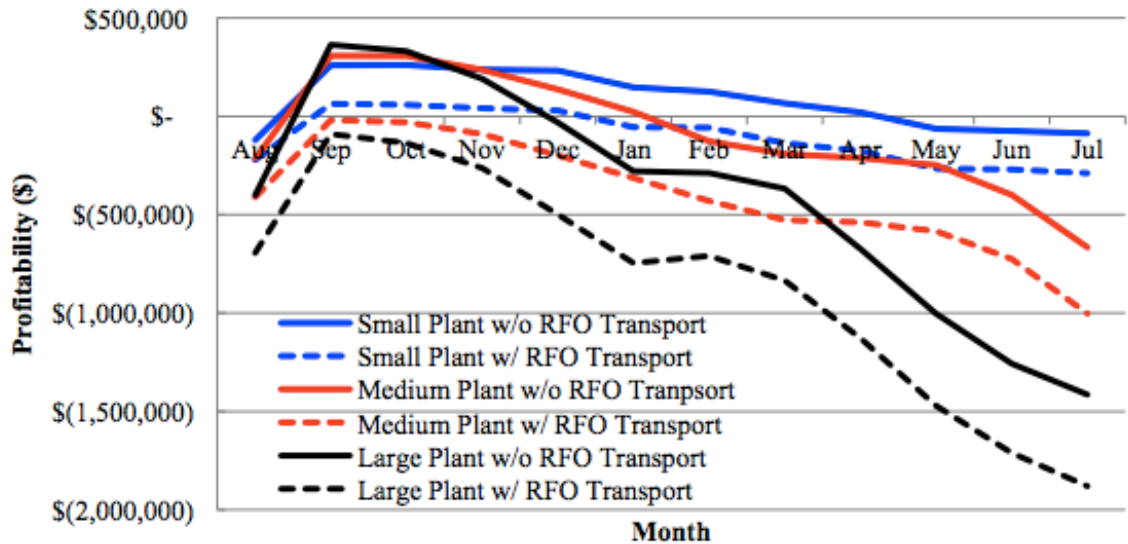 $500,000
$-
$(500,000)
$(1,000,000)
$(1,500,000)
$(2,000,000)
Profitability ($)
Aug Sep Oct Nov Dec Jan Feb Mar Apr May Jun Jul
Small Plant w/o RFO Transport
Small Plant w/ RFO Transport
Medium Plant w/o RFO Tranpsort
Medium Plant w/ RFO Transport
Large Plant w/o RFO Transport
Large Plant w/ RFO Transport
Month